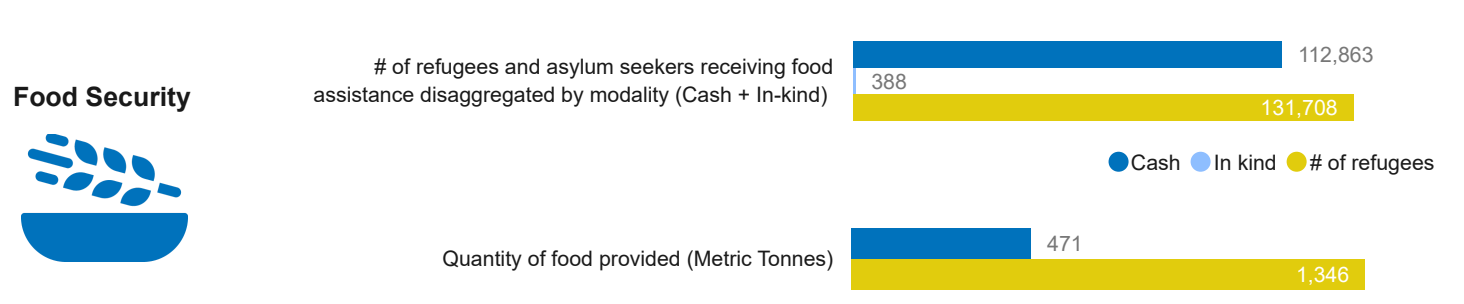 Food Security
# of refugees and asylum seekers receiving food
assistance disaggregated by modality (Cash + In-kind)
112,863
388
131,708
Cash In kind # of refugees
Quantity of food provided (Metric Tonnes)
471
1,346